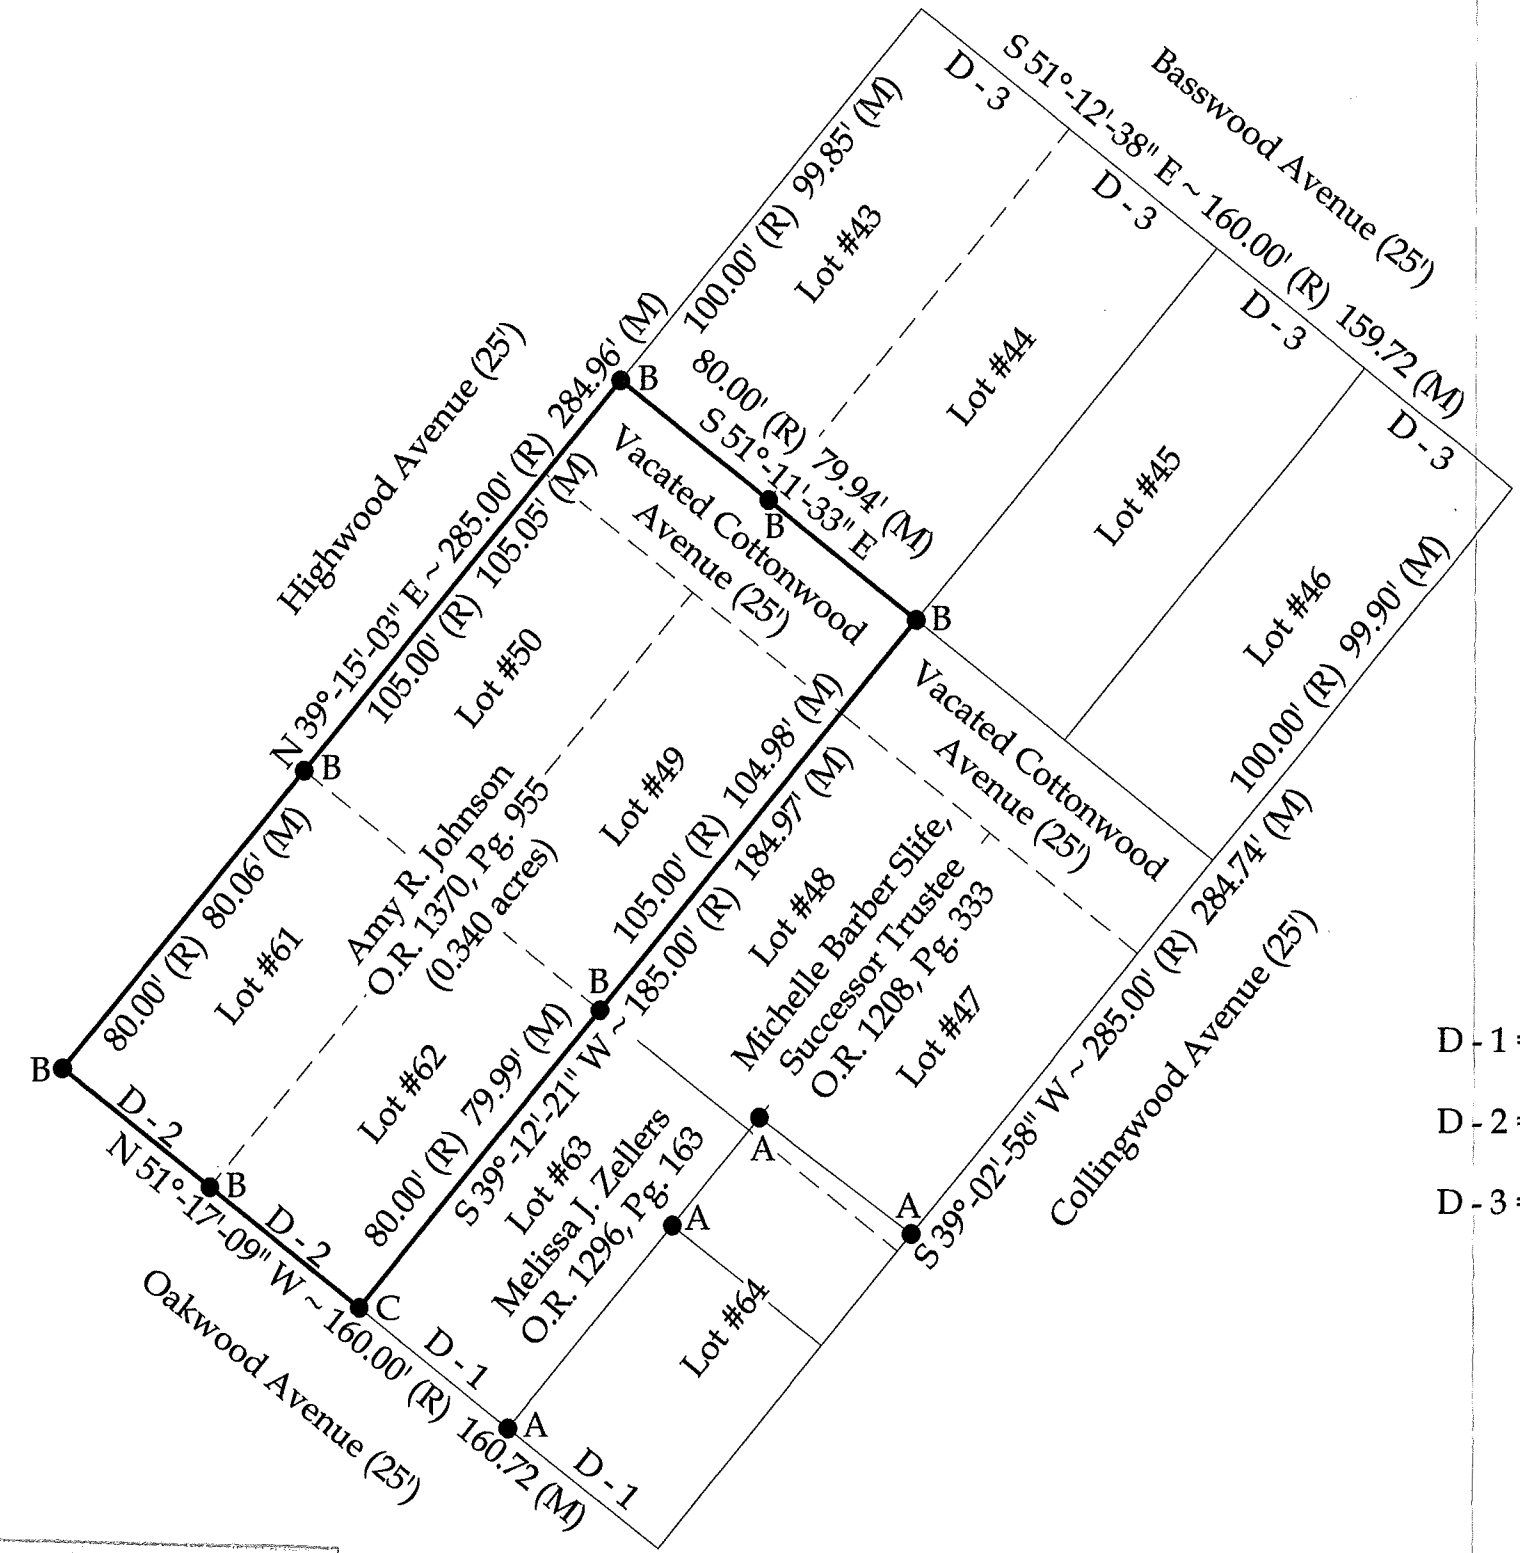 Basswood Avenue (25')
S 51°-12'-38" E ~ 160.00' (R) 159.72 (M)
D - 3
D - 3
D - 3
D - 3
100.00' (R) 99.85' (M)
Lot #43
Lot #44
Lot #45
Lot #46
100.00' (R) 99.90' (M)
Highwood Avenue (25')
N 39°-15'-03" E ~ 285.00' (R) 284.96' (M)
B
80.00' (R) 79.94' (M)
S 51°-11'-33" E
B
B
Vacated Cottonwood
Avenue (25')
Vacated Cottonwood
Avenue (25')
105.00' (R) 105.05' (M)
Lot #50
Lot #49
B
Amy R. Johnson
O.R. 1370, Pg. 955
(0.340 acres)
105.00' (R) 104.98' (M)
S 39°-12'-21" W ~ 185.00' (R) 184.97' (M)
Lot #48
Michelle Barber Slife,
Successor Trustee
O.R. 1208, Pg. 333
Lot #47
S 39°-02'-58" W ~ 285.00' (R) 284.74' (M)
Collingwood Avenue (25')
80.00' (R) 80.06' (M)
Lot #61
B
Lot #62
80.00' (R) 79.99' (M)
B
D - 2
B
D - 2
C
N 51°-17'-09" W ~ 160.00' (R) 160.72 (M)
Oakwood Avenue (25')
Lot #63
Melissa J. Zellers
O.R. 1296, Pg. 163
A
A
A
Lot #64
D - 1
A
D - 1
D - 1 =
D - 2 =
D - 3 =